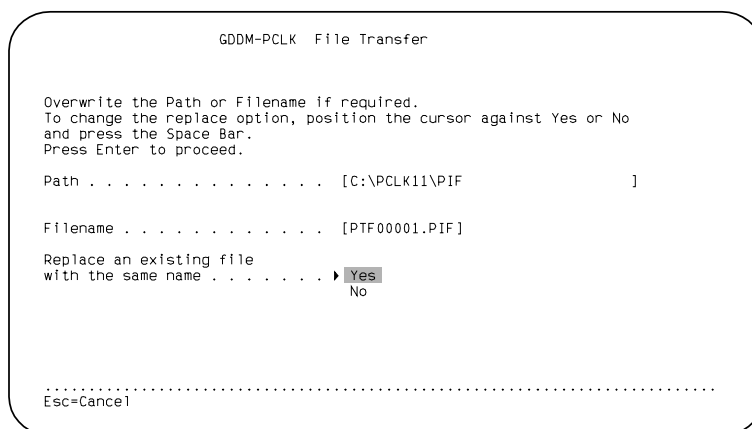 GDDM-PCLK File Transfer
Overwrite the Path or Filename if required.
To change the replace option, position the cursor against Yes or No
and press the Space Bar.
Press Enter to proceed.
Path . . . . . . . . . . . . . . [C:\PCLK11\PIF ]
Filename . . . . . . . . . . . . [PTF00001.PIF]
Replace an existing file
with the same name . . . . . . . Yes
No
Esc=Cancel